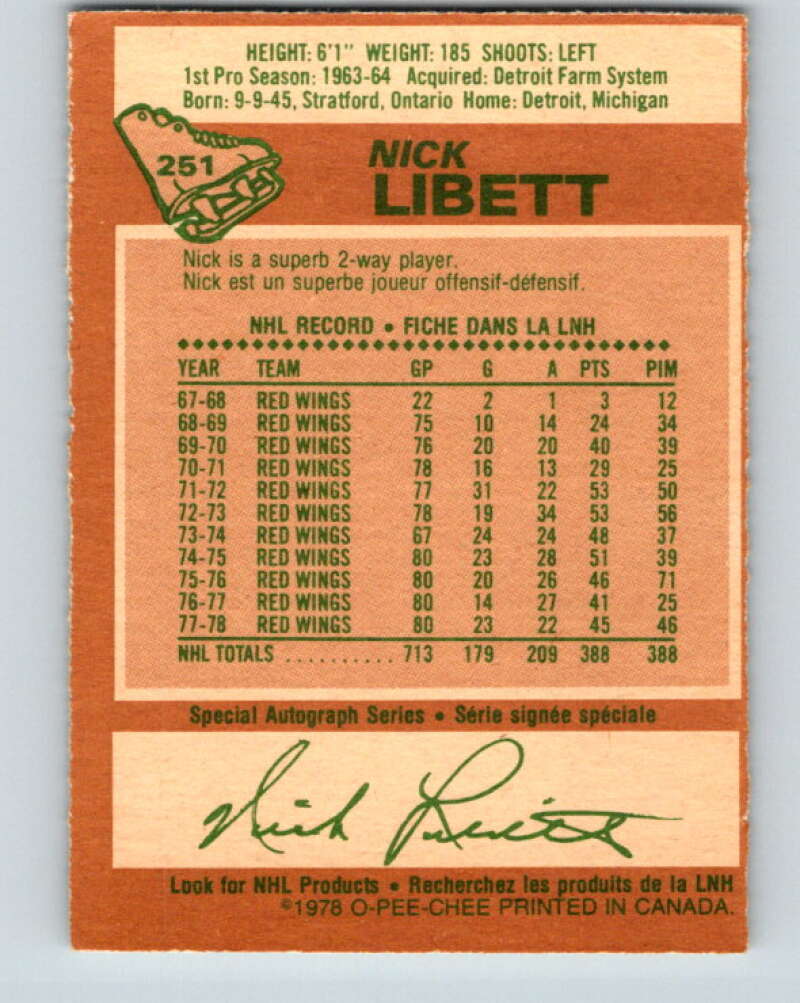 HEIGHT: 6'1" WEIGHT: 185 SHOOTS: LEFT
1st Pro Season: 1963-64 Acquired: Detroit Farm System
Born: 9-9-45, Stratford, Ontario Home: Detroit, Michigan
251
NICK
LIBETT
Nick is a superb 2-way player.
Nick est un superbe joueur offensif-défensif.
NHL RECORD • FICHE DANS LA LNH
YEAR TEAM GP G A PTS PIM
67-68 RED WINGS 22 2 1 3 12
68-69 RED WINGS 75 10 14 24 34
69-70 RED WINGS 76 20 20 40 39
70-71 RED WINGS 78 16 13 29 25
71-72 RED WINGS 77 31 22 53 50
72-73 RED WINGS 78 19 34 53 56
73-74 RED WINGS 67 24 24 48 37
74-75 RED WINGS 80 23 28 51 39
75-76 RED WINGS 80 20 26 46 71
76-77 RED WINGS 80 14 27 41 25
77-78 RED WINGS 80 23 22 45 46
NHL TOTALS .......... 713 179 209 388 388
Special Autograph Series • Série signée spéciale
Nick Libett
Look for NHL Products • Recherchez les produits de la LNH
©1978 O-PEE-CHEE PRINTED IN CANADA.